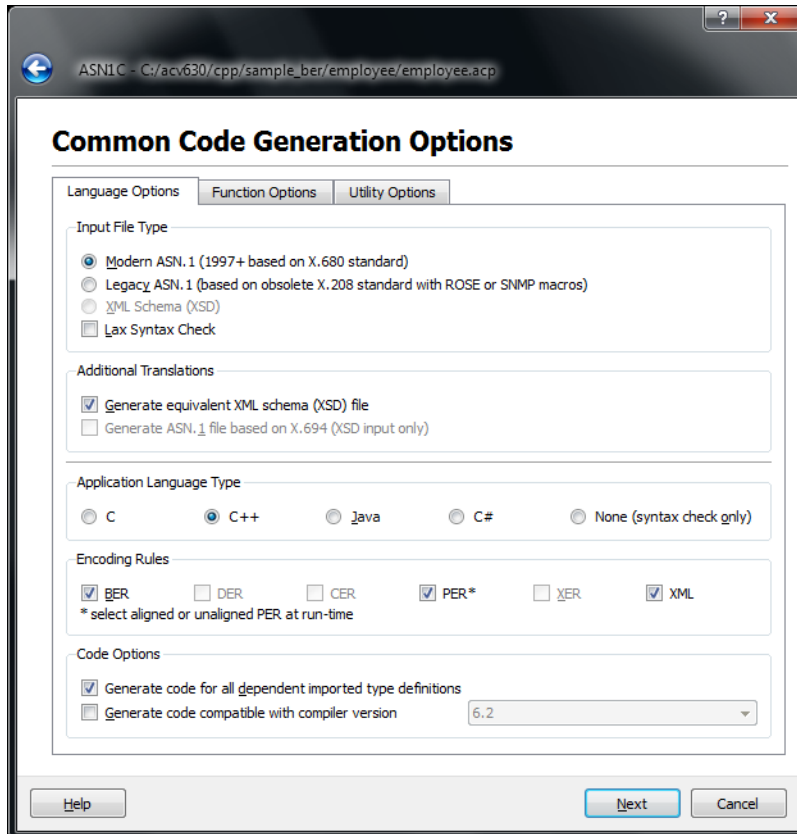 ?
X
ASN1C - C:/acv630/cpp/sample_ber/employee/employee.acp
Common Code Generation Options
Language Options Function Options Utility Options
Input File Type
Modern ASN.1 (1997+ based on X.680 standard)
Legacy ASN.1 (based on obsolete X.208 standard with ROSE or SNMP macros)
XML Schema (XSD)
Lax Syntax Check
Additional Translations
Generate equivalent XML schema (XSD) file
Generate ASN.1 file based on X.694 (XSD input only)
Application Language Type
C C++ Java C# None (syntax check only)
Encoding Rules
BER DER CER PER* XER XML
* select aligned or unaligned PER at run-time
Code Options
Generate code for all dependent imported type definitions
Generate code compatible with compiler version 6.2
Help Next Cancel